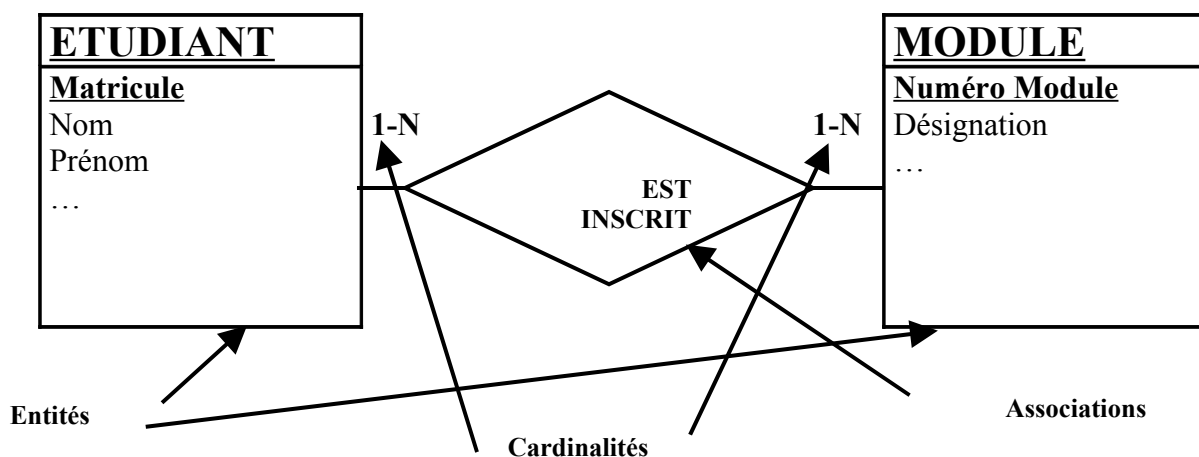 ETUDIANT
Matricule
Nom
Prénom
…
1-N
EST
INSCRIT
1-N
MODULE
Numéro Module
Désignation
…
Entités
Cardinalités
Associations